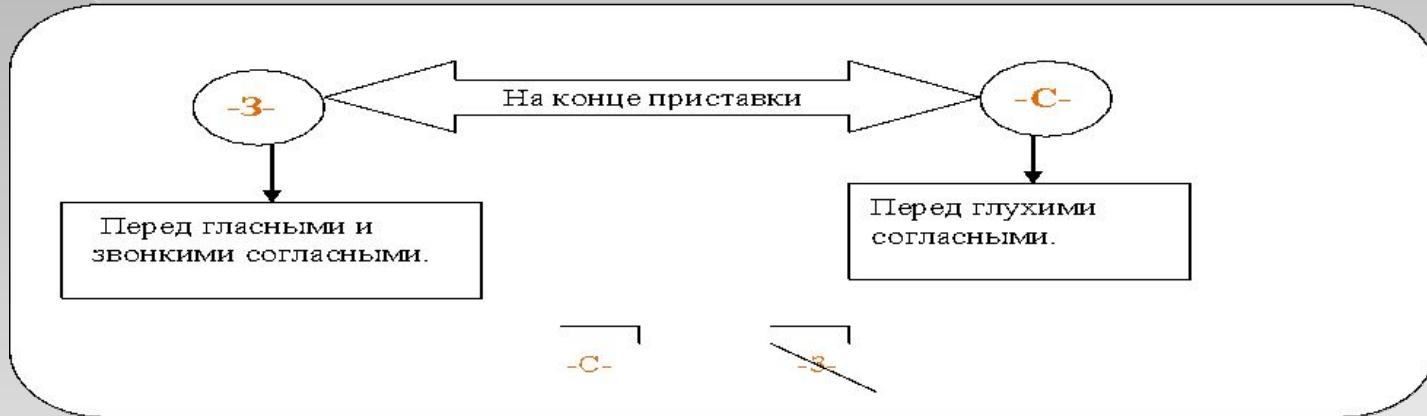 -З-
На конце приставки
-С-
Перед гласными и
звонкими согласными.
Перед глухими
согласными.
-С-
-З-